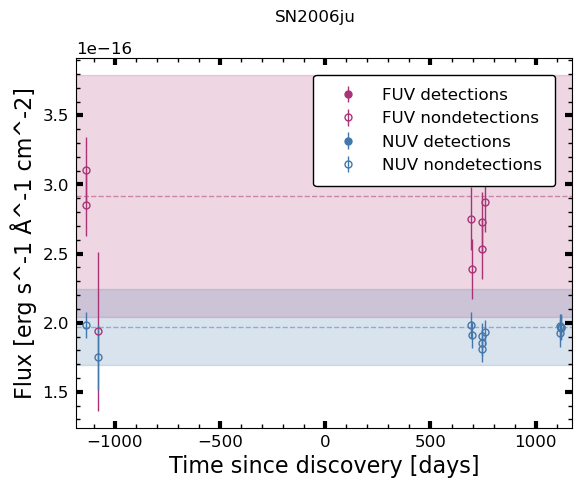 SN2006ju
1e−16
FUV detections
FUV nondetections
NUV detections
NUV nondetections
Flux [erg s^-1 Å^-1 cm^-2]
3.5
3.0
2.5
2.0
1.5
−1000
−500
0
500
1000
Time since discovery [days]